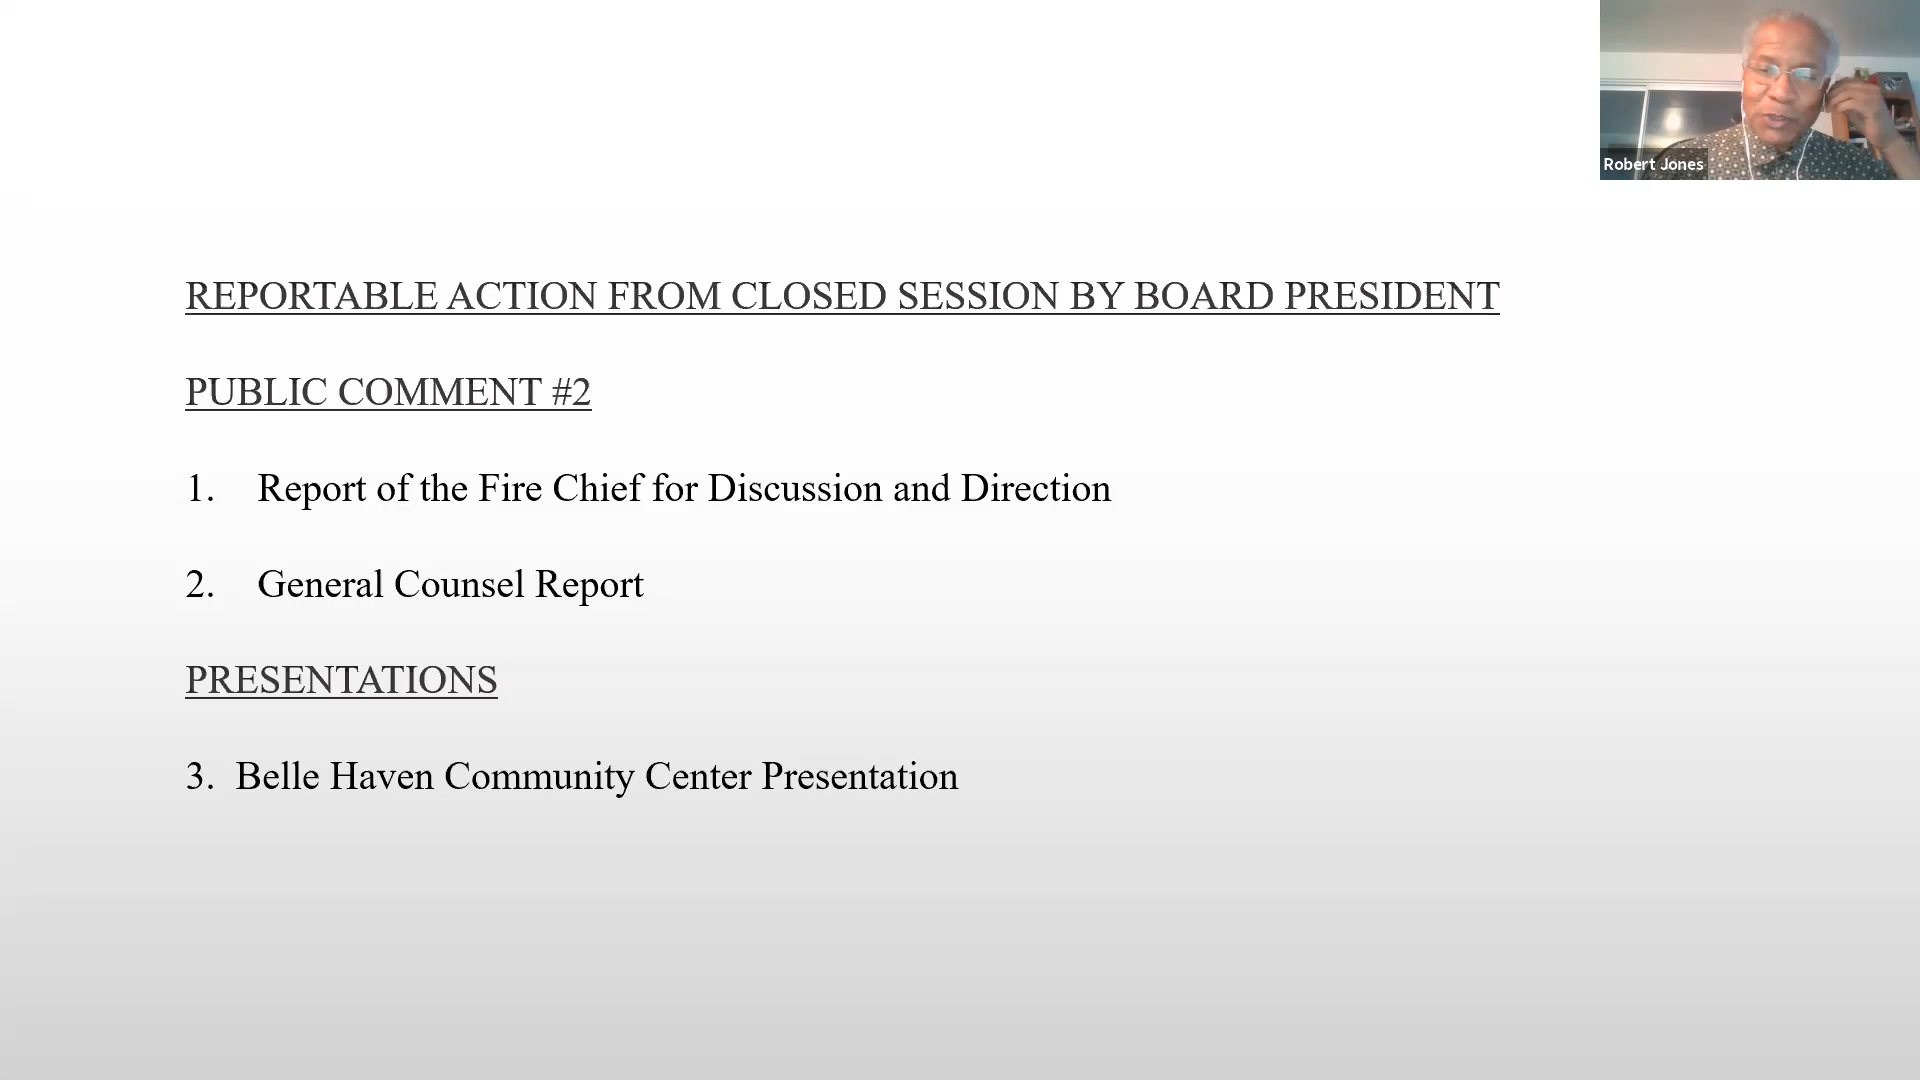 Robert Jones
REPORTABLE ACTION FROM CLOSED SESSION BY BOARD PRESIDENT
PUBLIC COMMENT #2
1. Report of the Fire Chief for Discussion and Direction
2. General Counsel Report
PRESENTATIONS
3. Belle Haven Community Center Presentation